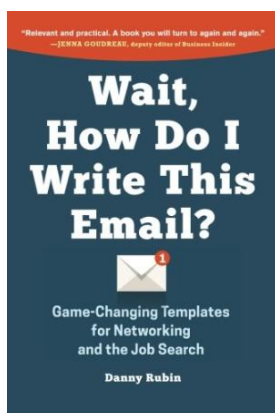 "Relevant and practical. A book you will turn to again and again."
—JENNA GOUDREAU, deputy editor of Business Insider
Wait,
How Do I
Write This
Email?
1
Game-Changing Templates
for Networking
and the Job Search
Danny Rubin